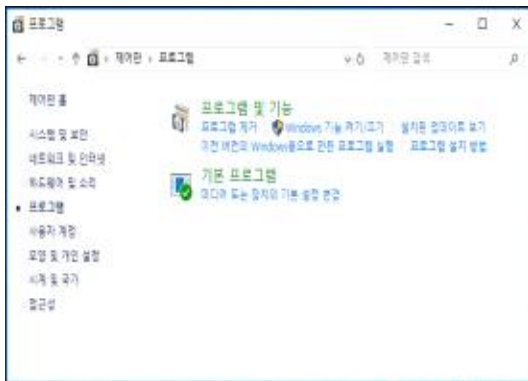 프로그램
제어판 › 프로그램
제어판 검색
제어판 홈
시스템 및 보안
네트워크 및 인터넷
하드웨어 및 소리
프로그램
사용자 계정
모양 및 개인 설정
시계 및 국가
접근성
프로그램 및 기능
프로그램 제거 Windows 기능 켜기/끄기 설치된 업데이트 보기
이전 버전의 Windows용으로 만든 프로그램 실행 프로그램 설치 방법
기본 프로그램
미디어 또는 장치의 기본 설정 변경